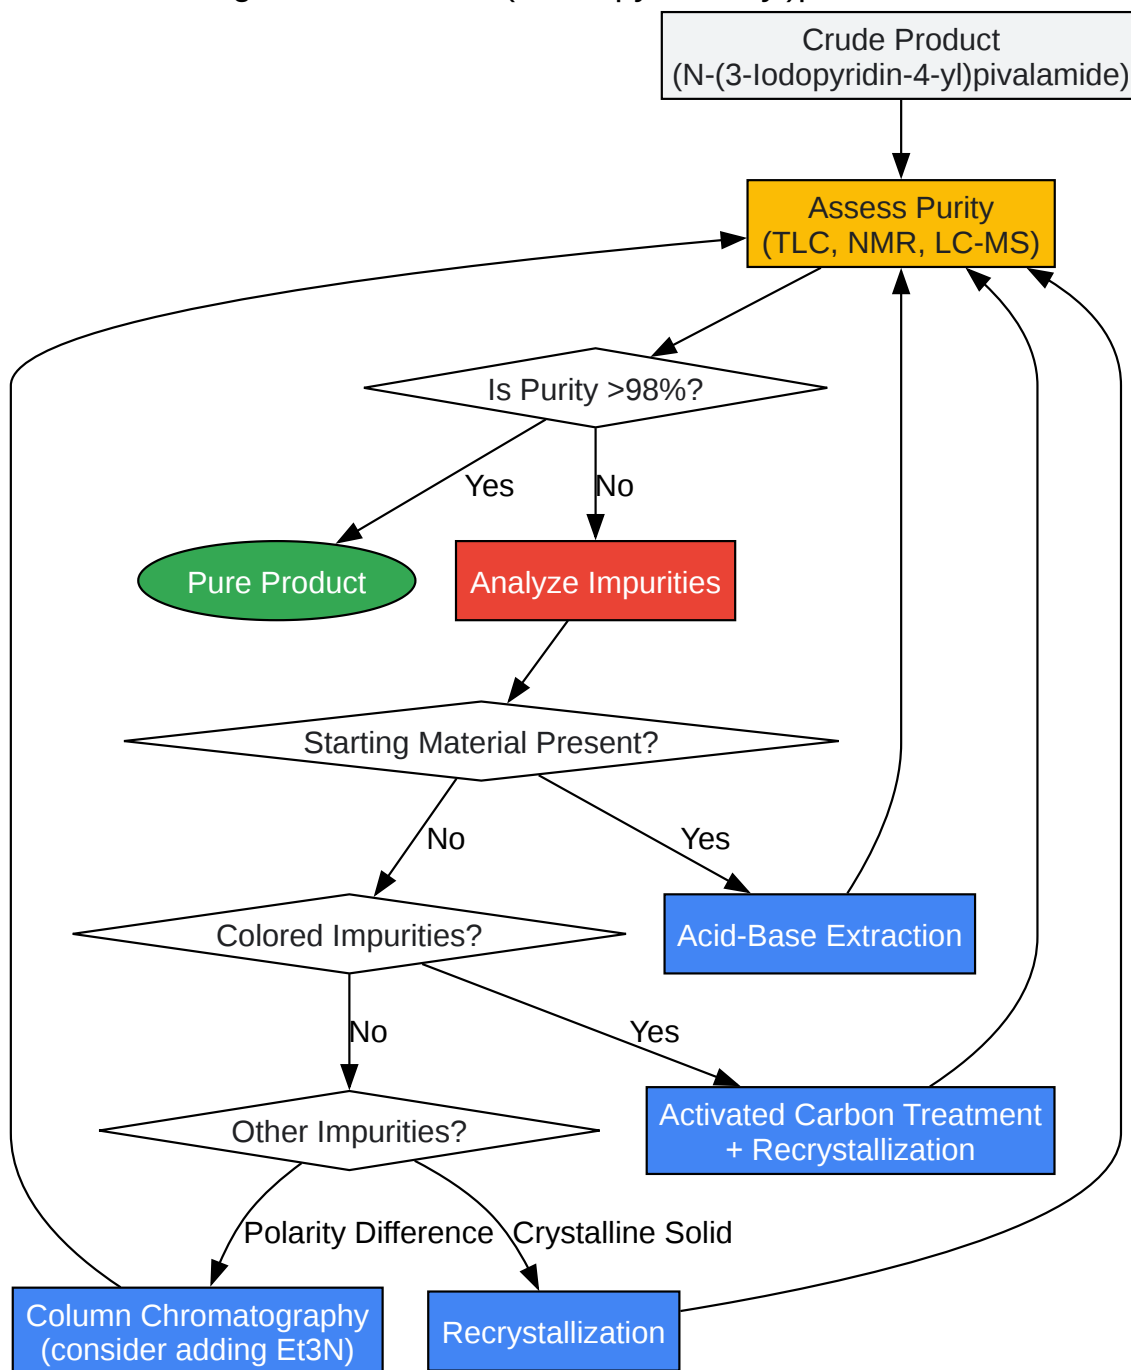 Crude Product
(N-(3-Iodopyridin-4-yl)pivalamide)
Assess Purity
(TLC, NMR, LC-MS)
Is Purity >98%?
Yes
No
Pure Product
Analyze Impurities
Starting Material Present?
No
Yes
Colored Impurities?
Acid-Base Extraction
No
Yes
Other Impurities?
Activated Carbon Treatment
+ Recrystallization
Polarity Difference
Crystalline Solid
Column Chromatography
(consider adding Et3N)
Recrystallization